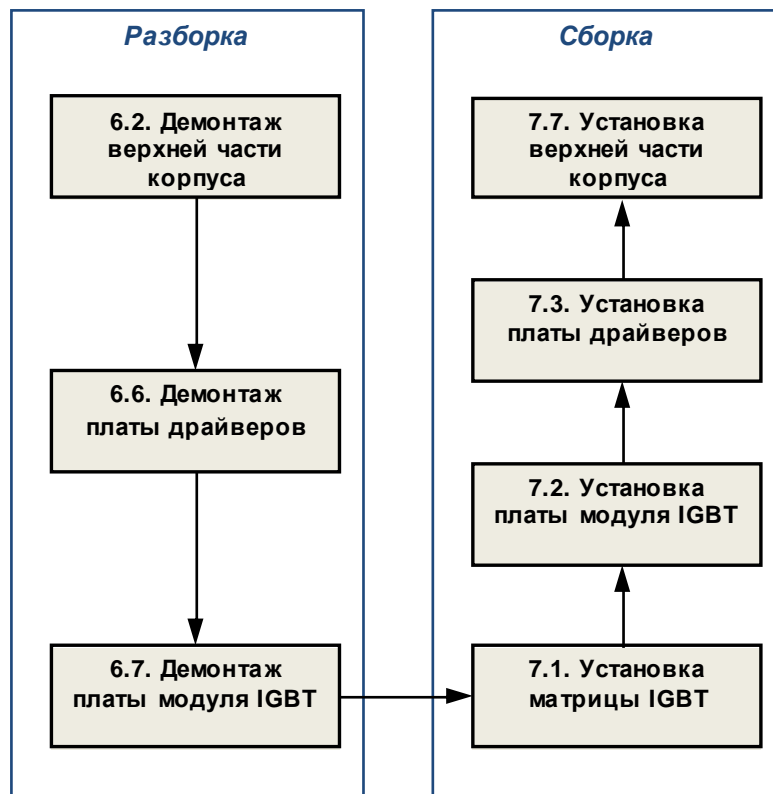 Разборка
6.2. Демонтаж
верхней части
корпуса
6.6. Демонтаж
платы драйверов
6.7. Демонтаж
платы модуля IGBT
Сборка
7.7. Установка
верхней части
корпуса
7.3. Установка
платы драйверов
7.2. Установка
платы модуля IGBT
7.1. Установка
матрицы IGBT